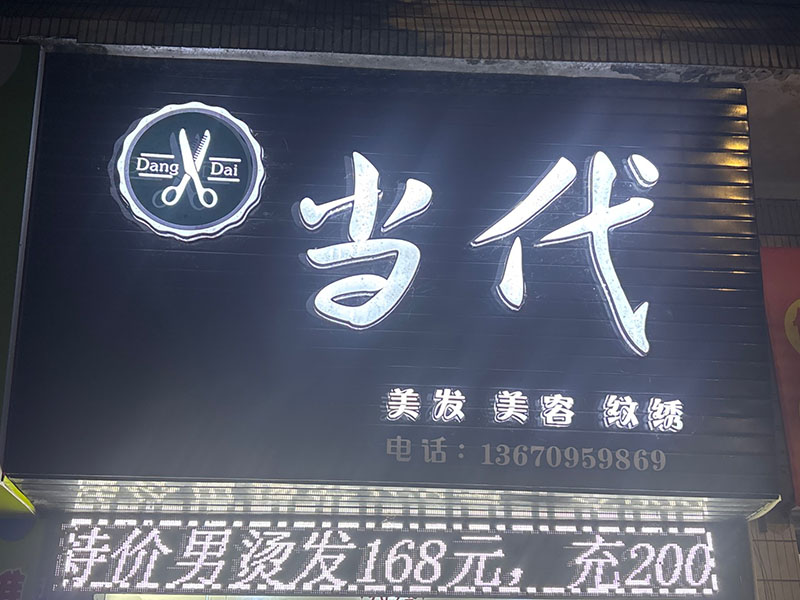 Dang Dai
当代
美发 美容 纹绣
电话：13670959869
待价男烫发168元，充200